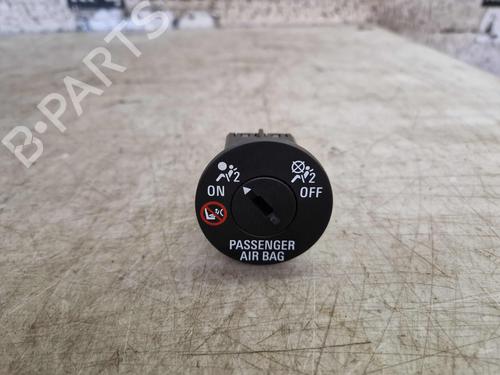 B-PARTS
2
2
ON
OFF
PASSENGER
AIR BAG